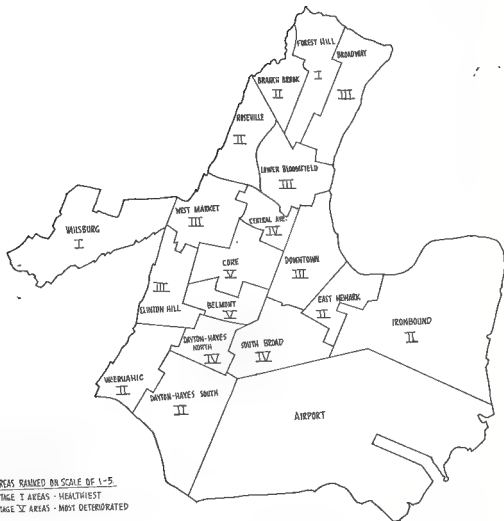 FOREST HILL
I
BROADWAY
III
BRANCH BROOK
II
ROSEVILLE
II
LOWER BLOOMFIELD
III
VAILSBURG
I
WEST MARKET
III
CENTRAL AVE.
IV
CORE
V
DOWNTOWN
III
III
CLINTON HILL
BELMONT
V
EAST NEWARK
II
IRONBOUND
II
DAYTON-HAYES
NORTH
IV
SOUTH BROAD
IV
WEEQUAHIC
II
DAYTON-HAYES SOUTH
II
AIRPORT
AREAS RANKED ON SCALE OF 1-5.
STAGE I AREAS - HEALTHIEST
STAGE V AREAS - MOST DETERIORATED